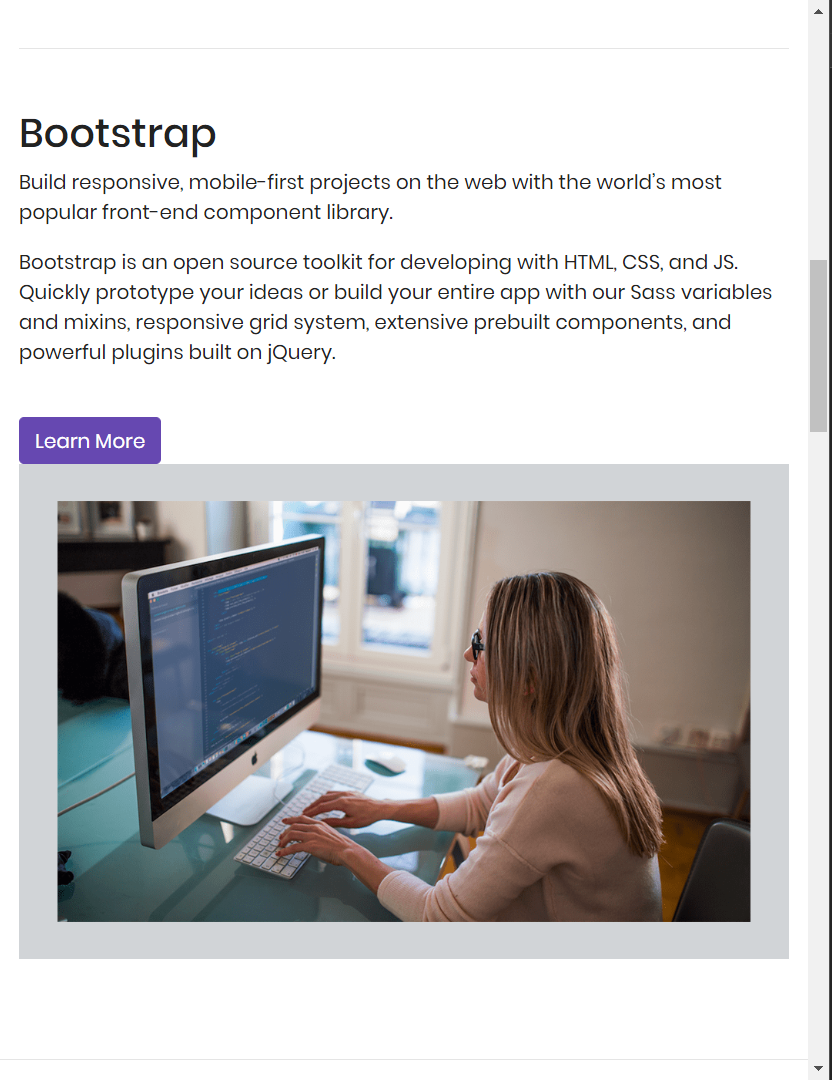 Bootstrap
Build responsive, mobile-first projects on the web with the world’s most
popular front-end component library.
Bootstrap is an open source toolkit for developing with HTML, CSS, and JS.
Quickly prototype your ideas or build your entire app with our Sass variables
and mixins, responsive grid system, extensive prebuilt components, and
powerful plugins built on jQuery.
Learn More